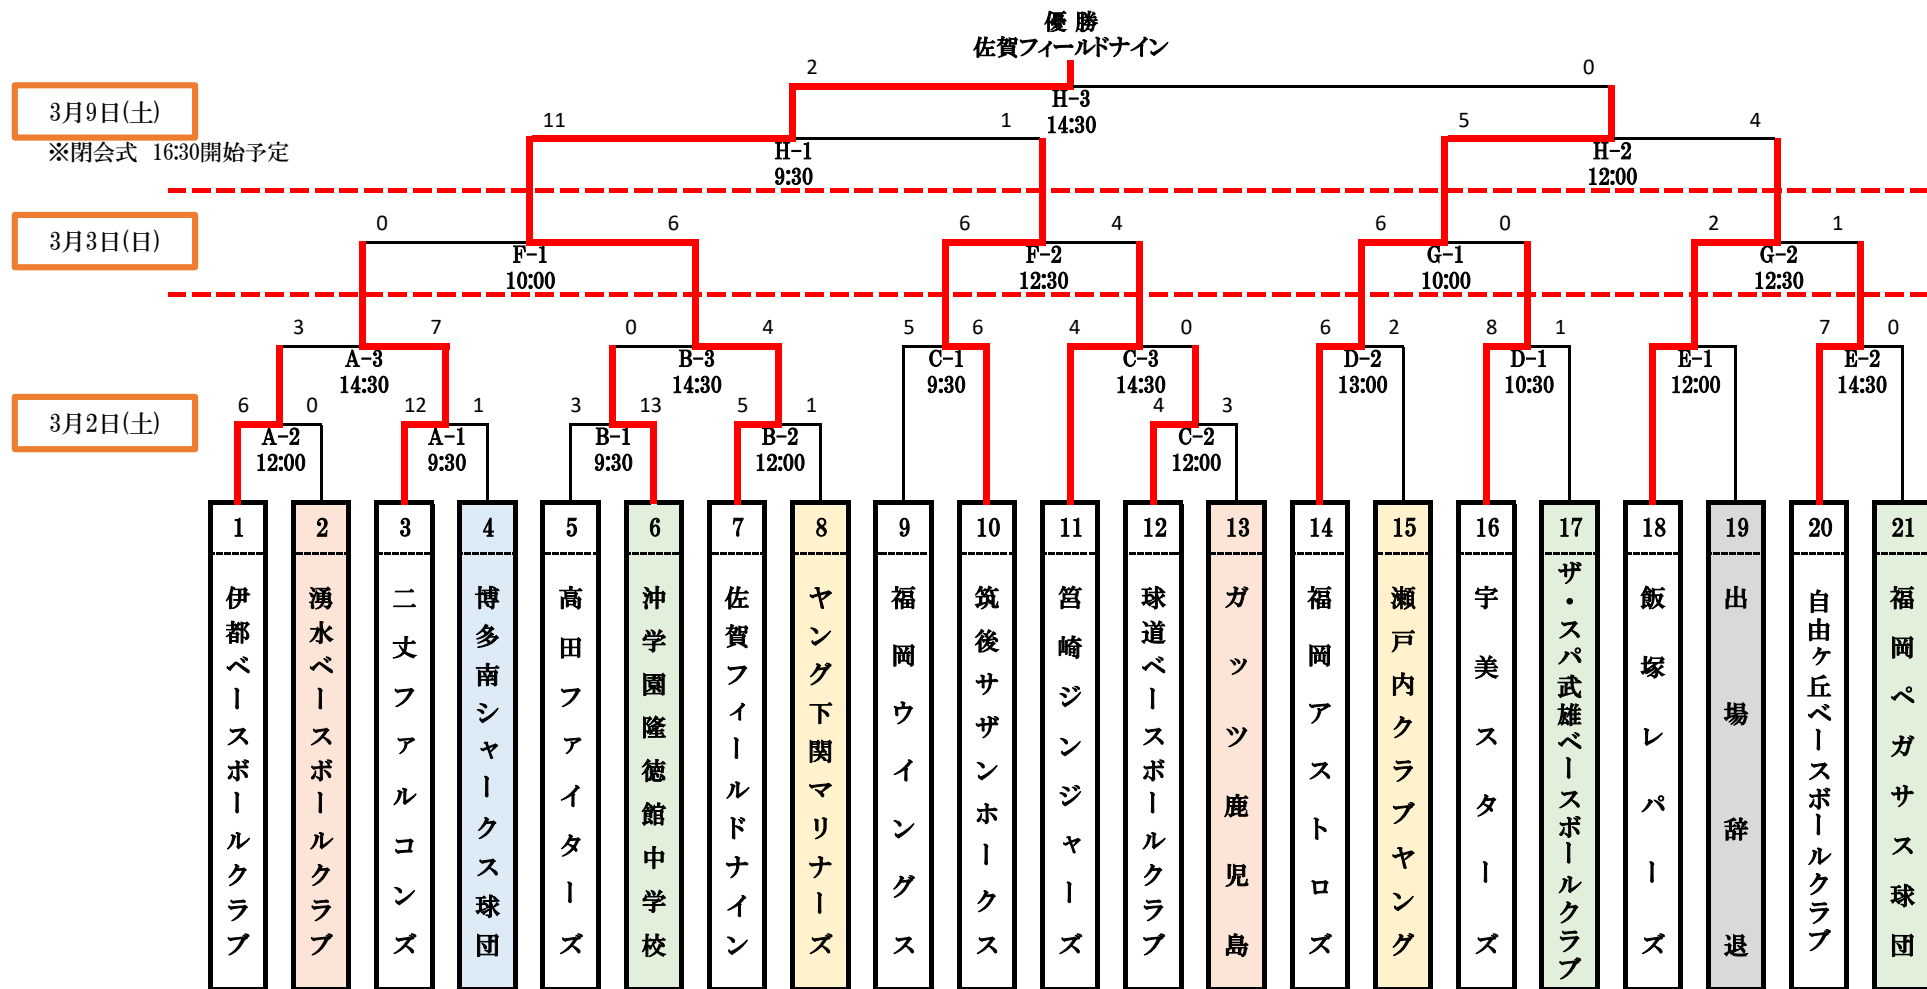 優 勝
佐賀フィールドナイン
2
0
3月9日(土)
H-3
14:30
11
1
5
4
※閉会式 16:30開始予定
H-1
9:30
H-2
12:00
3月3日(日)
0
6
6
4
6
0
2
1
F-1
10:00
F-2
12:30
G-1
10:00
G-2
12:30
3
7
0
4
5
6
4
0
6
2
8
1
7
0
A-3
14:30
B-3
14:30
C-1
9:30
C-3
14:30
D-2
13:00
D-1
10:30
E-1
12:00
E-2
14:30
3月2日(土)
6
0
12
1
3
13
5
1
4
3
A-2
12:00
A-1
9:30
B-1
9:30
B-2
12:00
C-2
12:00
1
伊都ベースボールクラブ
2
湧水ベースボールクラブ
3
二丈ファルコンズ
4
博多南シャークス球団
5
高田ファイターズ
6
沖学園隆徳館中学校
7
佐賀フィールドナイン
8
ヤング下関マリナーズ
9
福岡ウイングス
10
筑後サザンホークス
11
筥崎ジンジャーズ
12
球道ベースボールクラブ
13
ガッツ鹿児島
14
福岡アストロズ
15
瀬戸内クラブヤング
16
宇美スターズ
17
ザ・スパ武雄ベースボールクラブ
18
飯塚レパーズ
19
出場辞退
20
自由ヶ丘ベースボールクラブ
21
福岡ペガサス球団